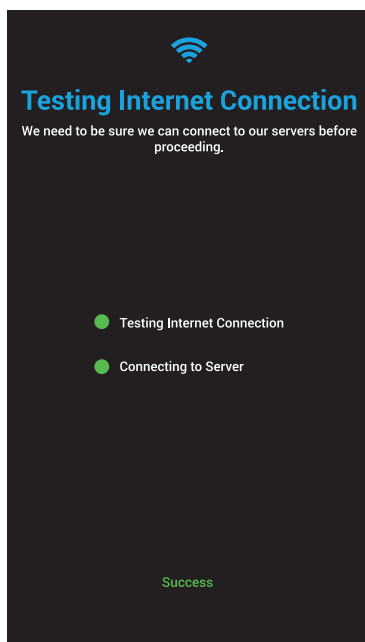 Testing Internet Connection
We need to be sure we can connect to our servers before
proceeding.
Testing Internet Connection
Connecting to Server
Success